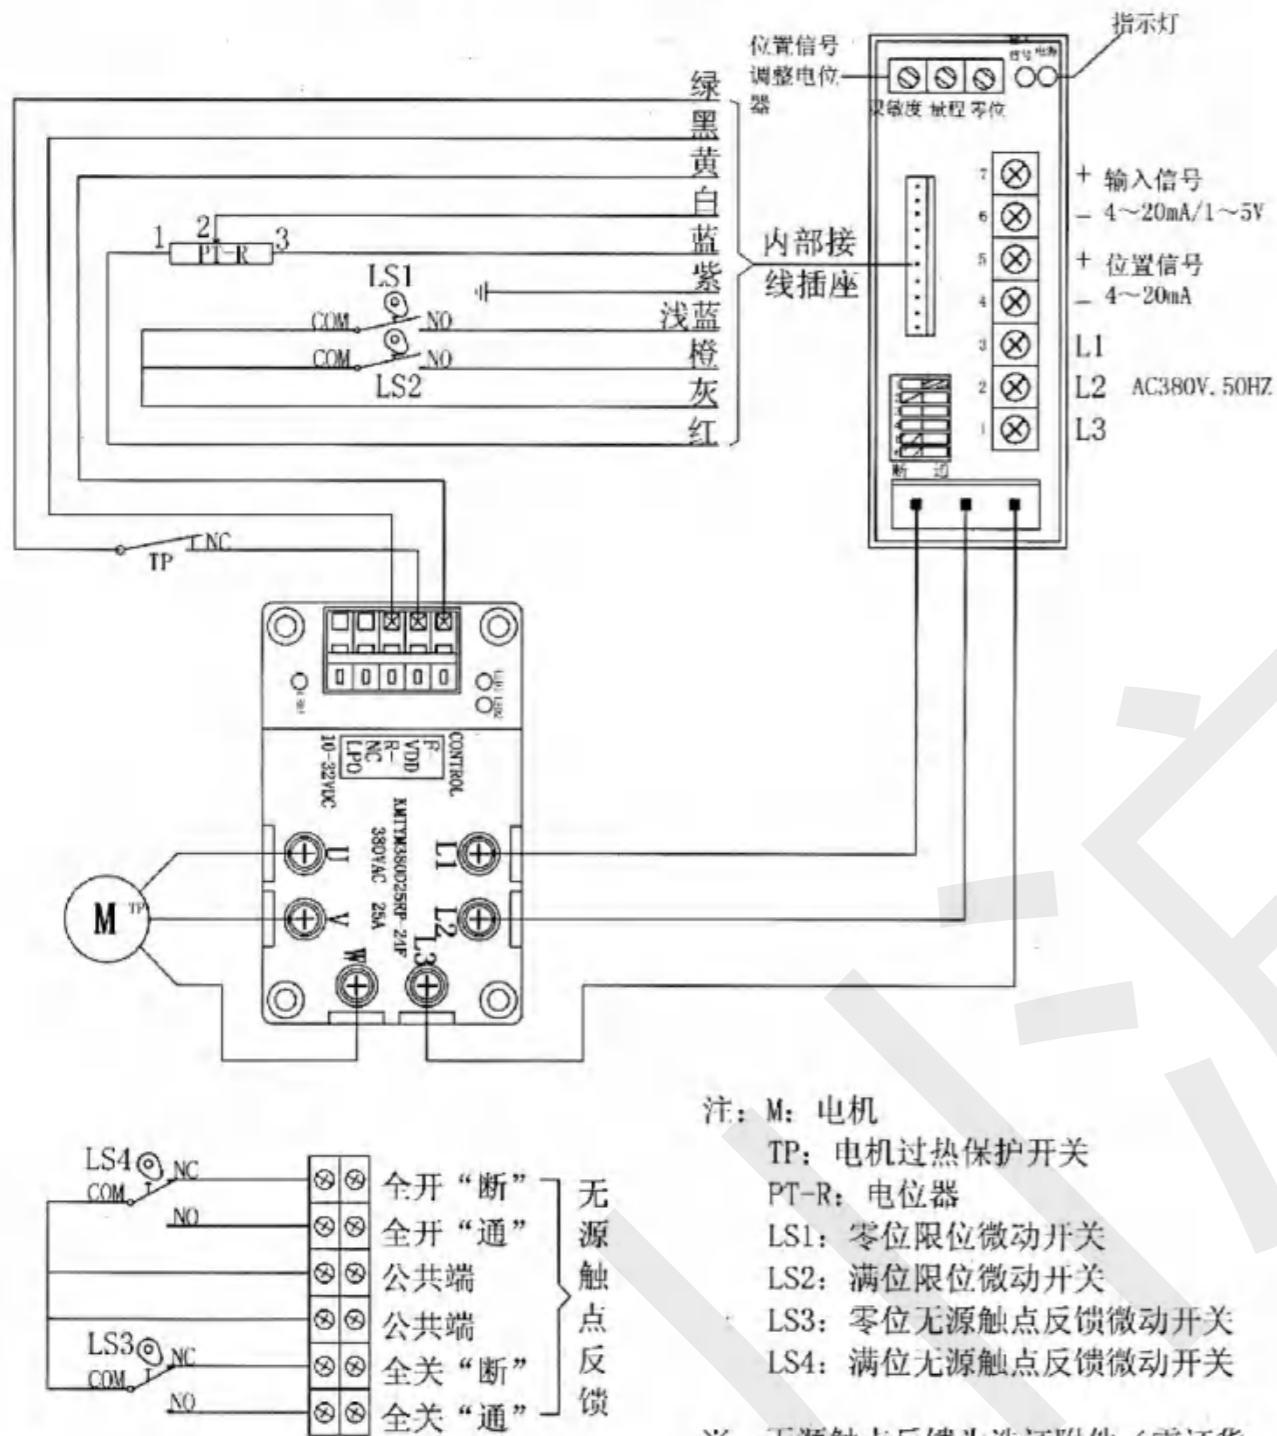 指示灯
位置信号
调整电位
器
输入
信号 电源
灵敏度 量程 零位
绿
黑
黄
白
蓝
紫
浅蓝
橙
灰
红
1 2 3
PT-R
LS1
COM NO
COM NO
LS2
内部接
线插座
7 + 输入信号
6 - 4～20mA/1～5V
5 + 位置信号
4 - 4～20mA
3 L1
2 L2 AC380V.50HZ
1 L3
断 通
TP NC
CONTROL
F-
VDD
R-
NC
LPO
10-32VDC
380VAC 25A
U
V
W
L1
L2
L3
M TP
LS4 NC
COM
NO
LS3 NC
COM
NO
全开“断”
全开“通”
公共端
公共端
全关“断”
全关“通”
无源触点反馈
注：M：电机
TP：电机过热保护开关
PT-R：电位器
LS1：零位限位微动开关
LS2：满位限位微动开关
LS3：零位无源触点反馈微动开关
LS4：满位无源触点反馈微动开关